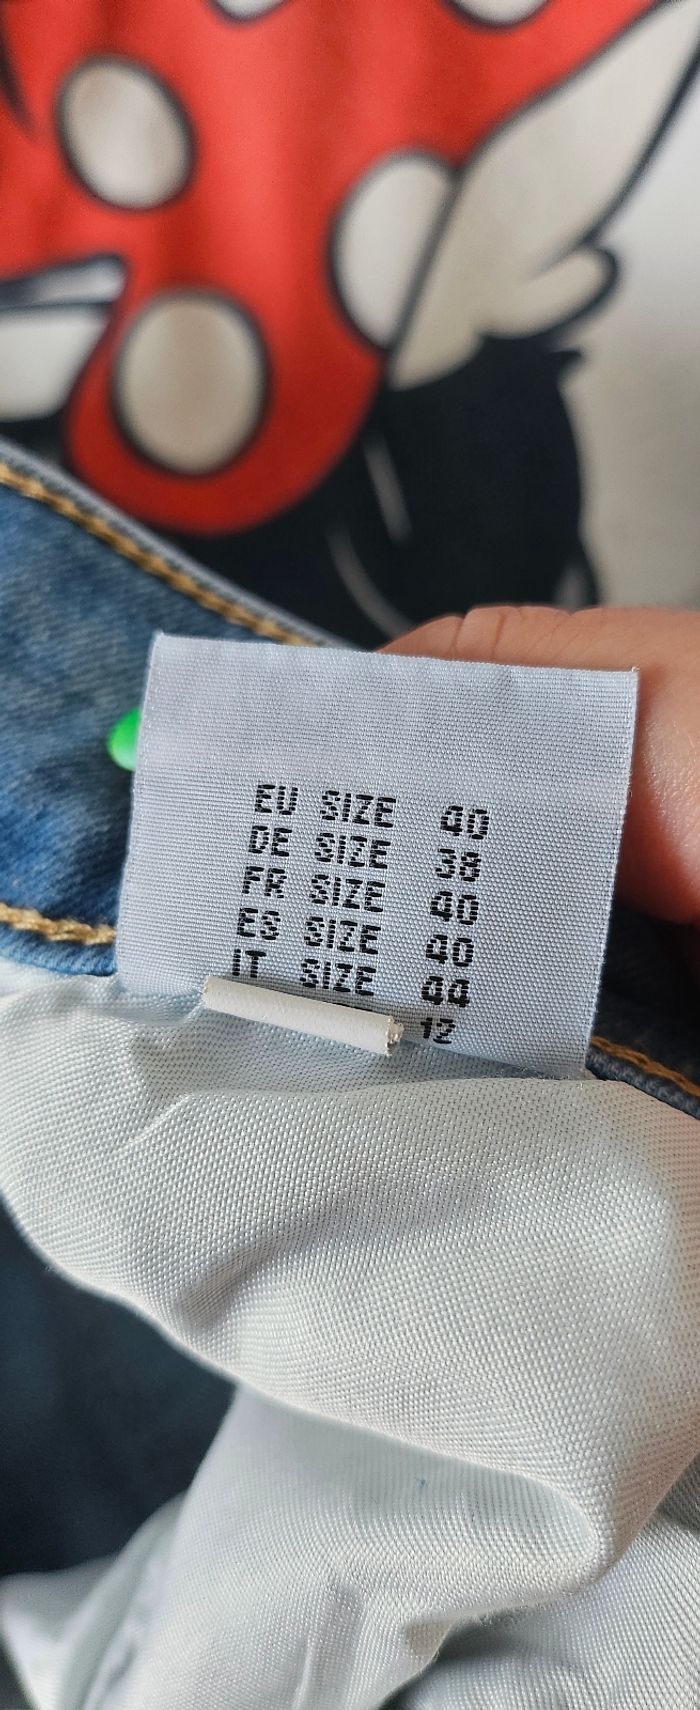 EU SIZE 40
DE SIZE 38
FR SIZE 40
ES SIZE 40
IT SIZE 44
12